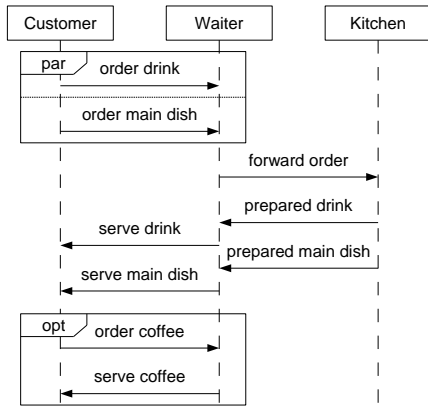 Customer
Waiter
Kitchen
par
order drink
order main dish
forward order
prepared drink
serve drink
prepared main dish
serve main dish
opt
order coffee
serve coffee